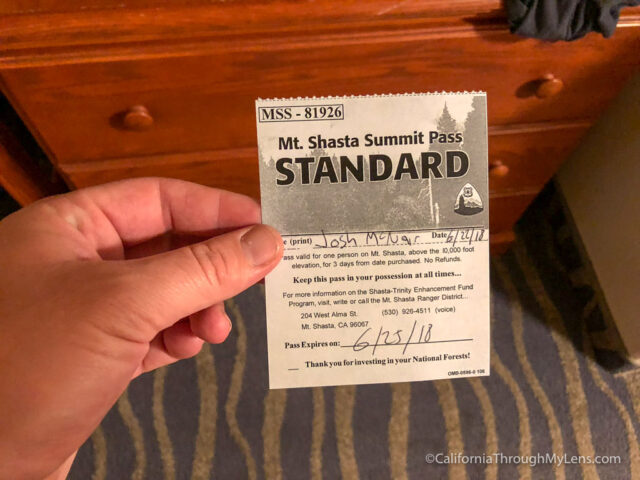 MSS - 81926
Mt. Shasta Summit Pass
STANDARD
e (print) Josh McNair Date 6/22/18
Pass valid for one person on Mt. Shasta, above the 10,000 foot
elevation, for 3 days from date purchased. No Refunds.
Keep this pass in your possession at all times...
For more information on the Shasta-Trinity Enhancement Fund
Program, visit, write or call the Mt. Shasta Ranger District...
204 West Alma St. (530) 926-4511 (voice)
Mt. Shasta, CA 96067
Pass Expires on: 6/25/18
Thank you for investing in your National Forests!
©CaliforniaThroughMyLens.com